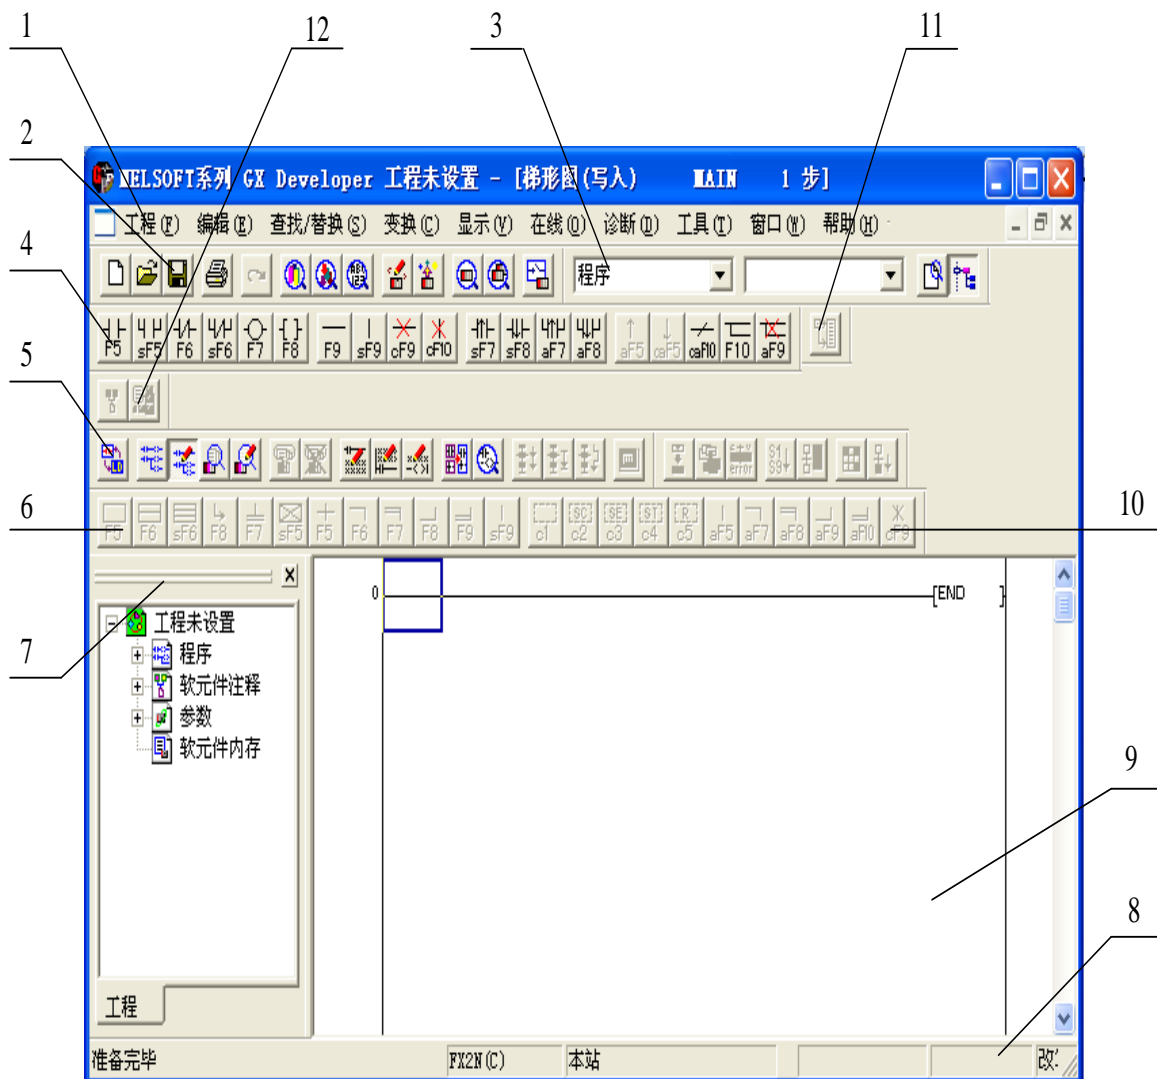 1 12 3 11
2
MELSOFT系列 GX Developer 工程未设置 - [梯形图(写入) MAIN 1 步]
工程(F) 编辑(E) 查找/替换(S) 变换(C) 显示(V) 在线(O) 诊断(D) 工具(T) 窗口(W) 帮助(H)
4
程序
F5 sF5 F6 sF6 F7 F8 F9 sF9 cF9 cF10 sF7 sF8 aF7 aF8 aF5 caF5 caF10 F10 aF9
5
error
6 10
F5 F6 sF6 F8 F7 sF5 F5 F6 F7 F8 F9 sF9 c1 c2 c3 c4 c5 aF5 aF7 aF8 aF9 aF10 cF9
0 [END ]
工程未设置
7
程序
软元件注释
参数
软元件内存
9
8
工程
准备完毕 FX2N(C) 本站 改